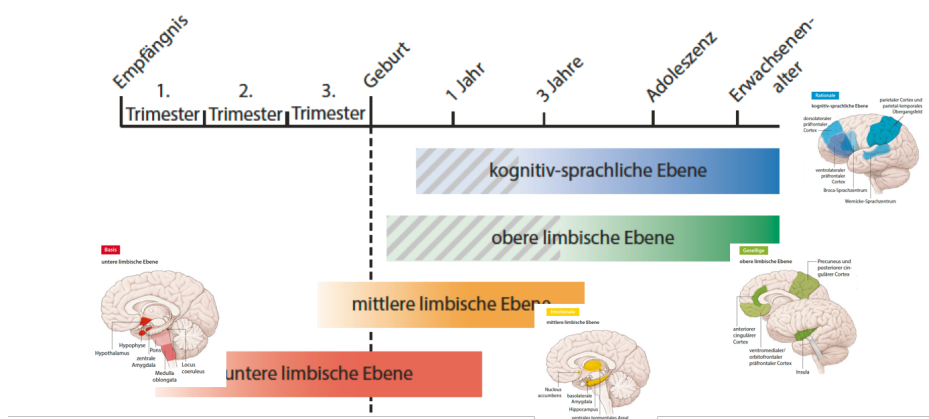 Empfängnis
1.
Trimester
2.
Trimester
3.
Trimester
Geburt
1 Jahr
3 Jahre
Adoleszenz
Erwachsenen-
alter
kognitiv-sprachliche Ebene
obere limbische Ebene
mittlere limbische Ebene
untere limbische Ebene
Rationale
kognitiv-sprachliche Ebene
parietaler Cortex und
parietal-temporales
Übergangsfeld
dorsolateraler
präfrontaler
Cortex
ventrolateraler
präfrontaler
Cortex
Broca-Sprachzentrum
Wernicke-Sprachzentrum
Basis
untere limbische Ebene
Hypothalamus
Hypophyse
Pons
zentrale
Amygdala
Medulla
oblongata
Locus
coeruleus
mittlere limbische Ebene
Nucleus
accumbens
basolaterale
Amygdala
Hippocampus
ventrales tegmentales Areal
Gesellige
obere limbische Ebene
Precuneus und
posteriorer cin-
gulärer Cortex
anteriorer
cingulärer
Cortex
ventromedialer/
orbitofrontaler
präfrontaler Cortex
Insula